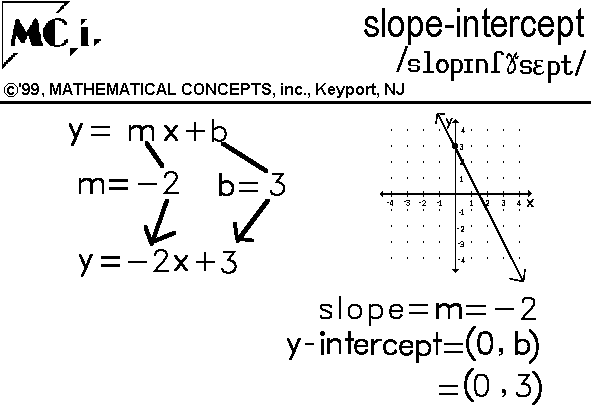 MC,i.
slope-intercept
/slopɪnſɤsɛpt/
©'99, MATHEMATICAL CONCEPTS, inc., Keyport, NJ
y = mx+b
m=-2 b=3
y=-2x+3
y
4
3
2
1
-4 -3 -2 -1 1 2 3 4 x
-1
-2
-3
-4
slope=m=-2
y-intercept=(0, b)
=(0, 3)